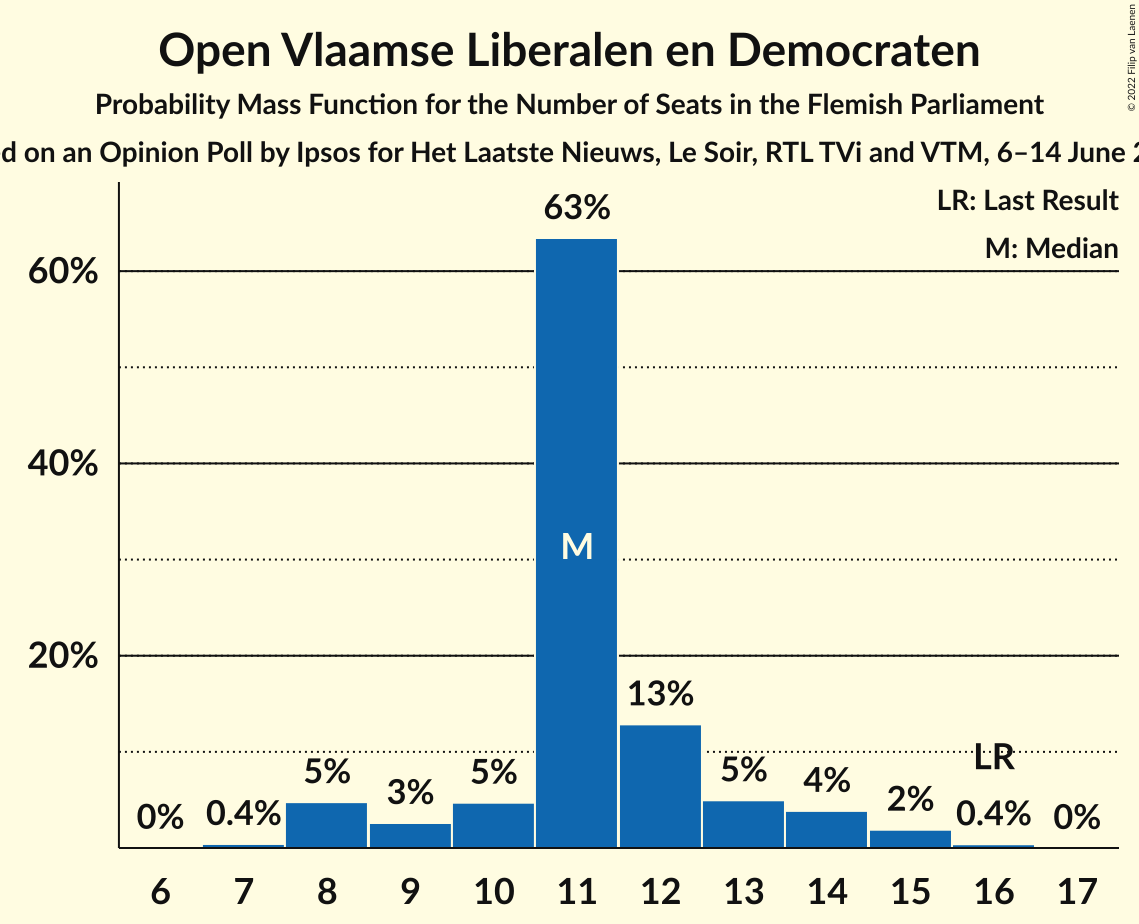 Open Vlaamse Liberalen en Democraten
Probability Mass Function for the Number of Seats in the Flemish Parliament
d on an Opinion Poll by Ipsos for Het Laatste Nieuws, Le Soir, RTL TVi and VTM, 6–14 June 2
© 2022 Filip van Laenen
LR: Last Result
M: Median
63%
60%
40%
M
20%
13%
LR
5%
3%
5%
5%
4%
2%
0%
0.4%
0.4%
0%
6 7 8 9 10 11 12 13 14 15 16 17